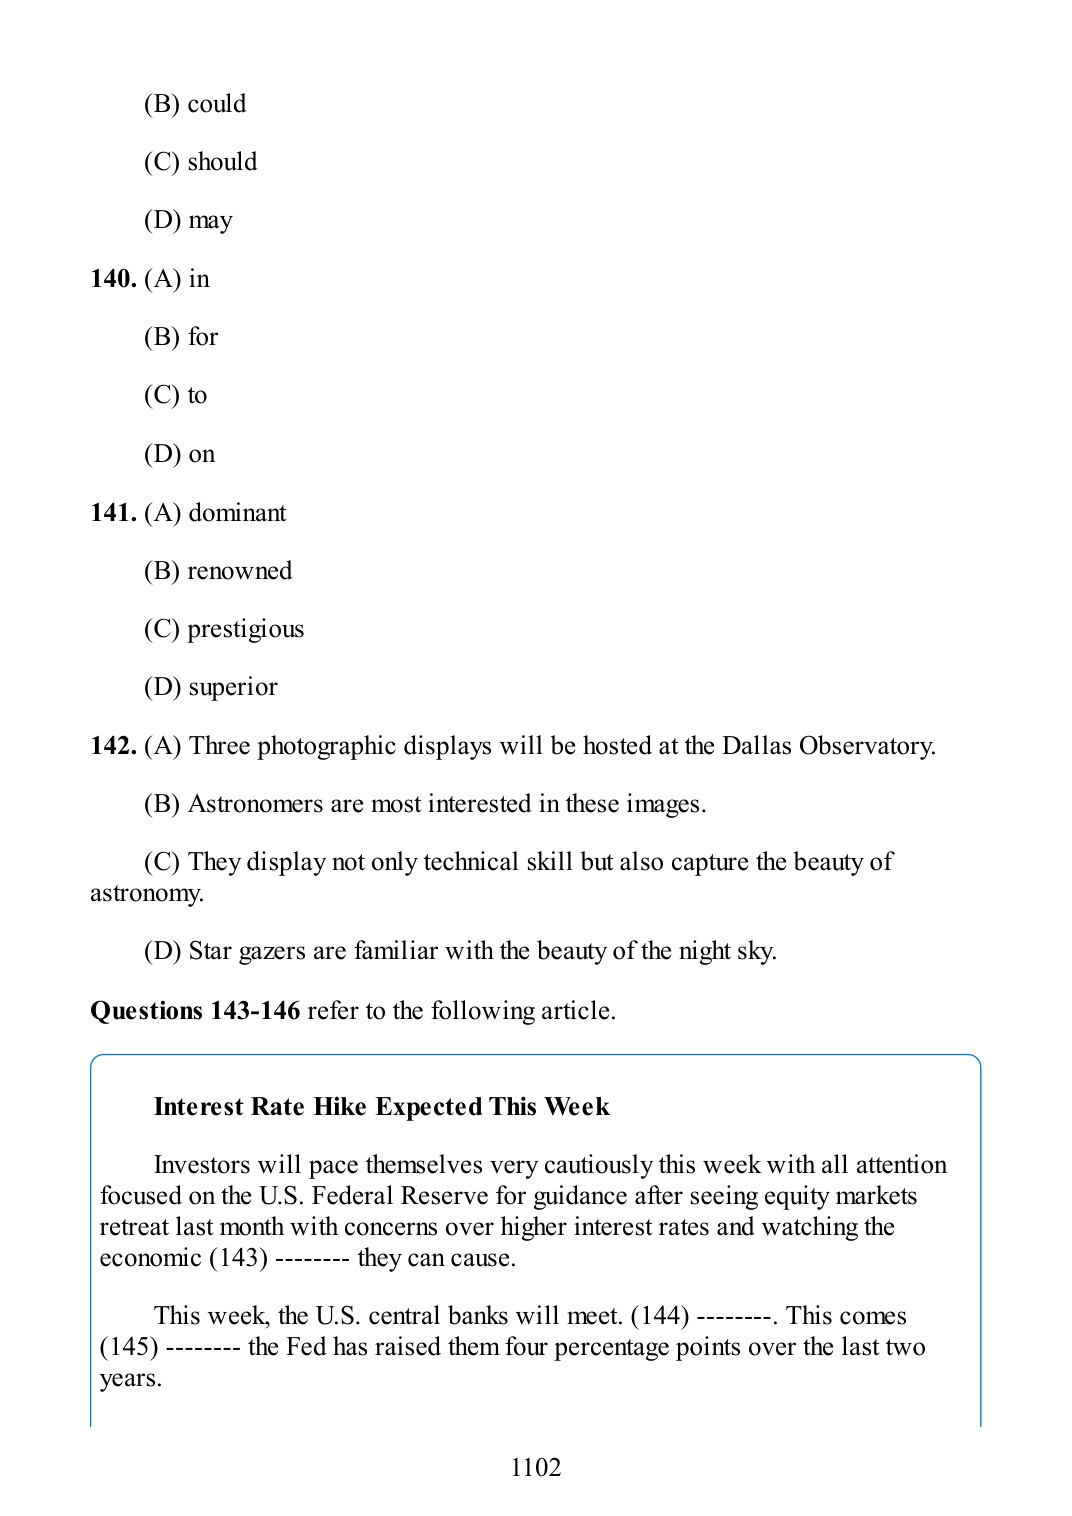 (B) could
(C) should
(D) may
140. (A) in
(B) for
(C) to
(D) on
141. (A) dominant
(B) renowned
(C) prestigious
(D) superior
142. (A) Three photographic displays will be hosted at the Dallas Observatory.
(B) Astronomers are most interested in these images.
(C) They display not only technical skill but also capture the beauty of
astronomy.
(D) Star gazers are familiar with the beauty of the night sky.
Questions 143-146 refer to the following article.
Interest Rate Hike Expected This Week
Investors will pace themselves very cautiously this week with all attention
focused on the U.S. Federal Reserve for guidance after seeing equity markets
retreat last month with concerns over higher interest rates and watching the
economic (143) -------- they can cause.
This week, the U.S. central banks will meet. (144) --------. This comes
(145) -------- the Fed has raised them four percentage points over the last two
years.
1102